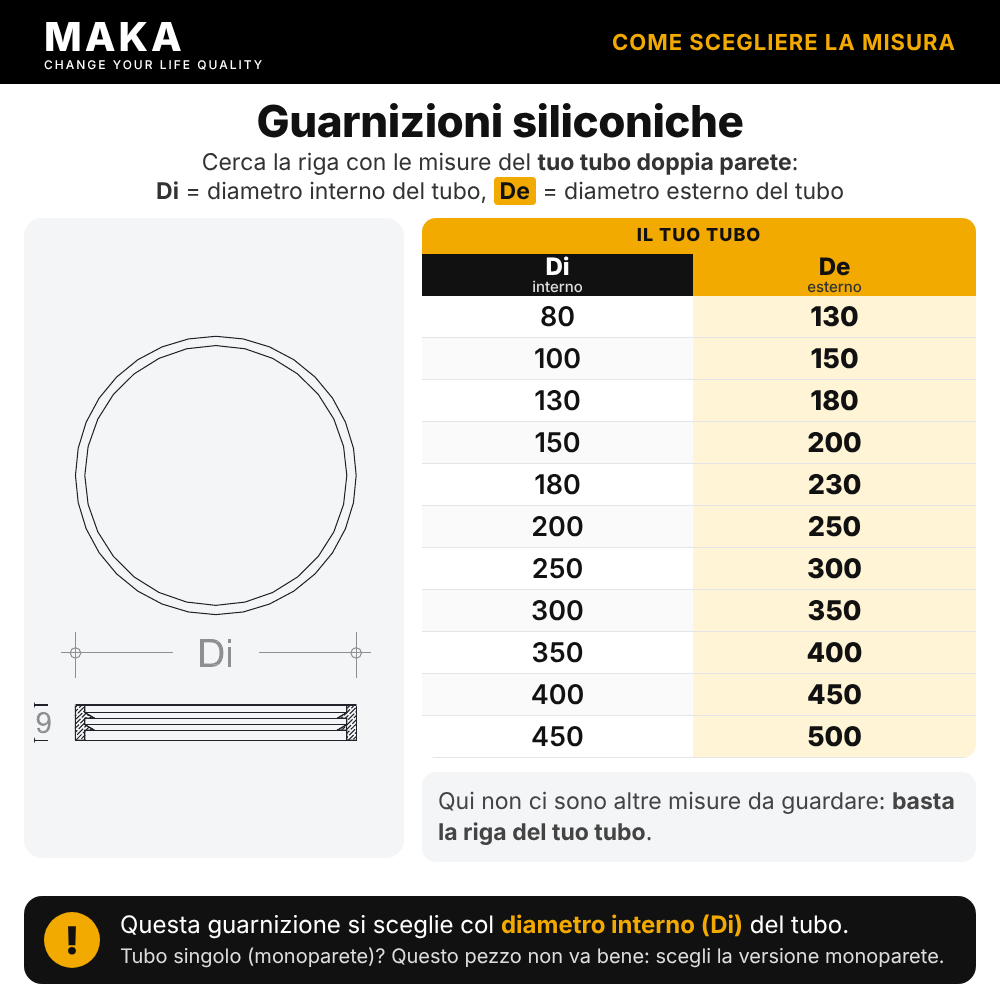 MAKA
CHANGE YOUR LIFE QUALITY
COME SCEGLIERE LA MISURA
Guarnizioni siliconiche
Cerca la riga con le misure del tuo tubo doppia parete:
Di = diametro interno del tubo, De = diametro esterno del tubo
Di
9
IL TUO TUBO
Di De
interno esterno
80 130
100 150
130 180
150 200
180 230
200 250
250 300
300 350
350 400
400 450
450 500
Qui non ci sono altre misure da guardare: basta
la riga del tuo tubo.
!
Questa guarnizione si sceglie col diametro interno (Di) del tubo.
Tubo singolo (monoparete)? Questo pezzo non va bene: scegli la versione monoparete.